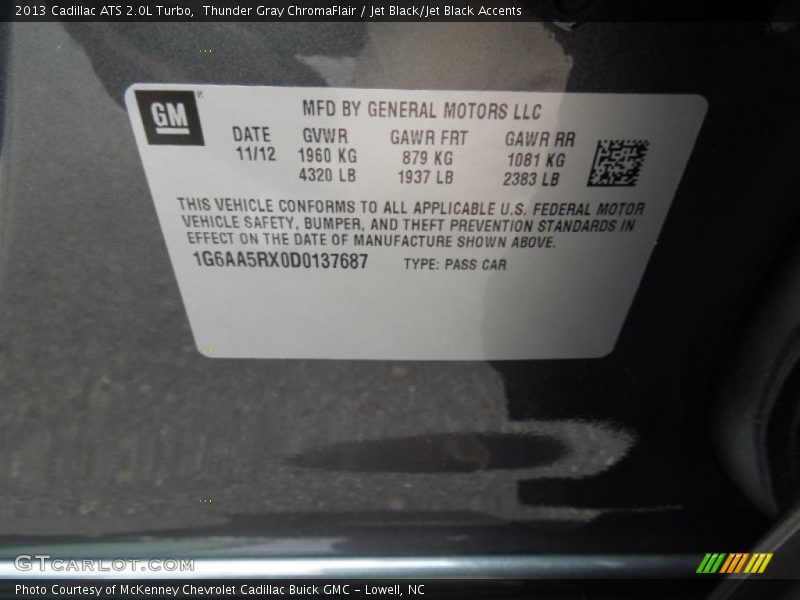 2013 Cadillac ATS 2.0L Turbo,  Thunder Gray ChromaFlair / Jet Black/Jet Black Accents
GM
MFD BY GENERAL MOTORS LLC
DATE GVWR GAWR FRT GAWR RR
11/12 1960 KG 879 KG 1081 KG
4320 LB 1937 LB 2383 LB
THIS VEHICLE CONFORMS TO ALL APPLICABLE U.S. FEDERAL MOTOR
VEHICLE SAFETY, BUMPER, AND THEFT PREVENTION STANDARDS IN
EFFECT ON THE DATE OF MANUFACTURE SHOWN ABOVE.
1G6AA5RX0D0137687 TYPE: PASS CAR
GTCARLOT.COM
Photo Courtesy of McKenney Chevrolet Cadillac Buick GMC - Lowell, NC